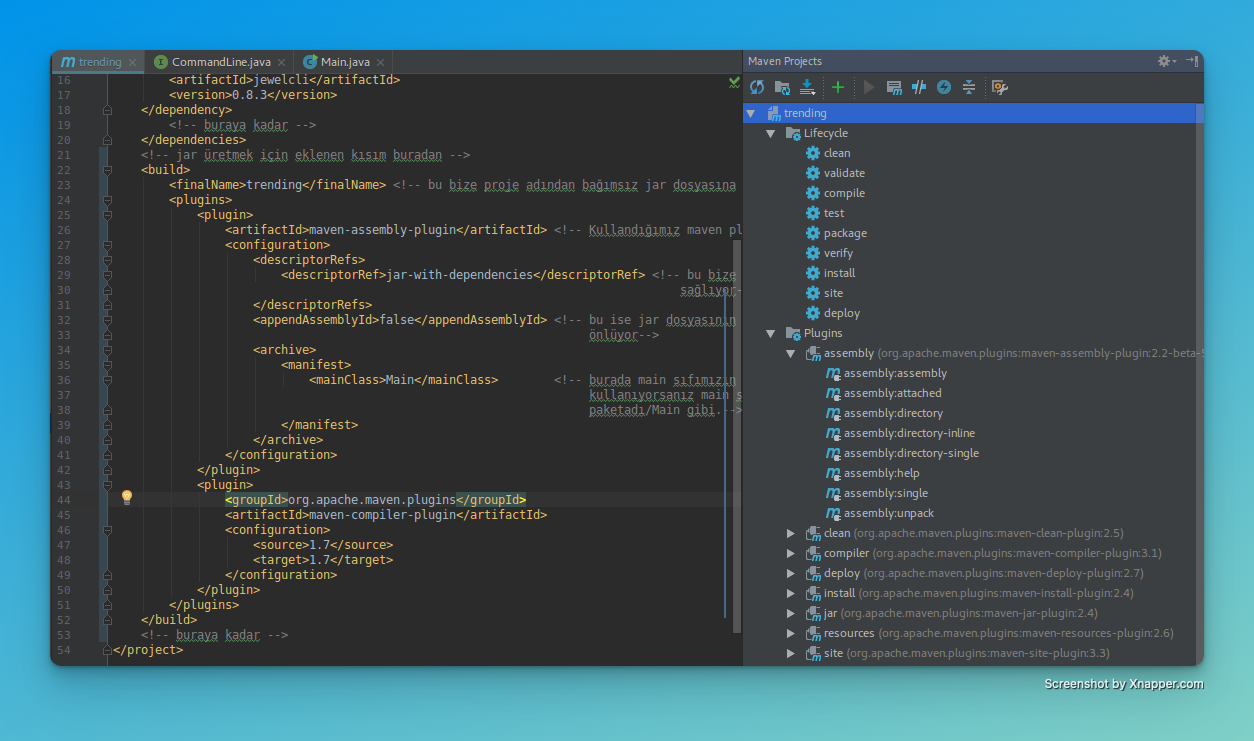 trending CommandLine.java Main.java
16 <artifactId>jewelcli</artifactId>
17 <version>0.8.3</version>
18 </dependency>
19 <!-- buraya kadar -->
20 </dependencies>
21 <!-- jar üretmek için eklenen kısım buradan -->
22 <build>
23 <finalName>trending</finalName> <!-- bu bize proje adından bağımsız jar dosyasına
24 <plugins>
25 <plugin>
26 <artifactId>maven-assembly-plugin</artifactId> <!-- Kullandığımız maven pl
27 <configuration>
28 <descriptorRefs>
29 <descriptorRef>jar-with-dependencies</descriptorRef> <!-- bu bize
30 sağlıyor-
31 </descriptorRefs>
32 <appendAssemblyId>false</appendAssemblyId> <!-- bu ise jar dosyasının
33 önlüyor-->
34 <archive>
35 <manifest>
36 <mainClass>Main</mainClass> <!-- burada main sıfımızın
37 kullanıyorsanız main s
38 paketadı/Main gibi.-->
39 </manifest>
40 </archive>
41 </configuration>
42 </plugin>
43 <plugin>
44 <groupId>org.apache.maven.plugins</groupId>
45 <artifactId>maven-compiler-plugin</artifactId>
46 <configuration>
47 <source>1.7</source>
48 <target>1.7</target>
49 </configuration>
50 </plugin>
51 </plugins>
52 </build>
53 <!-- buraya kadar -->
54 </project>
Maven Projects
trending
Lifecycle
clean
validate
compile
test
package
verify
install
site
deploy
Plugins
assembly (org.apache.maven.plugins:maven-assembly-plugin:2.2-beta-5
assembly:assembly
assembly:attached
assembly:directory
assembly:directory-inline
assembly:directory-single
assembly:help
assembly:single
assembly:unpack
clean (org.apache.maven.plugins:maven-clean-plugin:2.5)
compiler (org.apache.maven.plugins:maven-compiler-plugin:3.1)
deploy (org.apache.maven.plugins:maven-deploy-plugin:2.7)
install (org.apache.maven.plugins:maven-install-plugin:2.4)
jar (org.apache.maven.plugins:maven-jar-plugin:2.4)
resources (org.apache.maven.plugins:maven-resources-plugin:2.6)
site (org.apache.maven.plugins:maven-site-plugin:3.3)
Screenshot by Xnapper.com